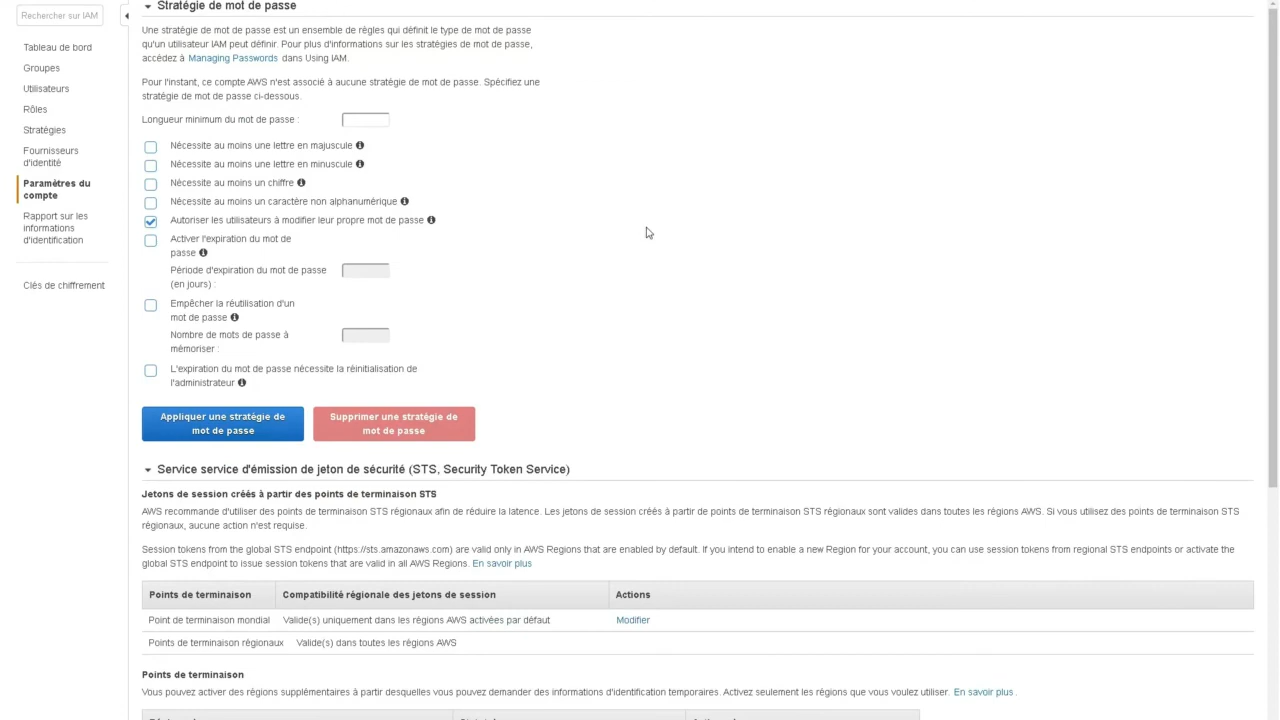 Rechercher sur IAM
Tableau de bord
Groupes
Utilisateurs
Rôles
Stratégies
Fournisseurs
d'identité
Paramètres du
compte
Rapport sur les
informations
d'identification
Clés de chiffrement
Stratégie de mot de passe
Une stratégie de mot de passe est un ensemble de règles qui définit le type de mot de passe
qu'un utilisateur IAM peut définir. Pour plus d'informations sur les stratégies de mot de passe,
accédez à Managing Passwords dans Using IAM.
Pour l'instant, ce compte AWS n'est associé à aucune stratégie de mot de passe. Spécifiez une
stratégie de mot de passe ci-dessous.
Longueur minimum du mot de passe :
Nécessite au moins une lettre en majuscule
Nécessite au moins une lettre en minuscule
Nécessite au moins un chiffre
Nécessite au moins un caractère non alphanumérique
Autoriser les utilisateurs à modifier leur propre mot de passe
Activer l'expiration du mot de
passe
Période d'expiration du mot de passe
(en jours) :
Empêcher la réutilisation d'un
mot de passe
Nombre de mots de passe à
mémoriser :
L'expiration du mot de passe nécessite la réinitialisation de
l'administrateur
Appliquer une stratégie de
mot de passe
Supprimer une stratégie de
mot de passe
Service service d'émission de jeton de sécurité (STS, Security Token Service)
Jetons de session créés à partir des points de terminaison STS
AWS recommande d'utiliser des points de terminaison STS régionaux afin de réduire la latence. Les jetons de session créés à partir de points de terminaison STS régionaux sont valides dans toutes les régions AWS. Si vous utilisez des points de terminaison STS
régionaux, aucune action n'est requise.
Session tokens from the global STS endpoint (https://sts.amazonaws.com) are valid only in AWS Regions that are enabled by default. If you intend to enable a new Region for your account, you can use session tokens from regional STS endpoints or activate the
global STS endpoint to issue session tokens that are valid in all AWS Regions. En savoir plus
Points de terminaison Compatibilité régionale des jetons de session Actions
Point de terminaison mondial Valide(s) uniquement dans les régions AWS activées par défaut Modifier
Points de terminaison régionaux Valide(s) dans toutes les régions AWS
Points de terminaison
Vous pouvez activer des régions supplémentaires à partir desquelles vous pouvez demander des informations d'identification temporaires. Activez seulement les régions que vous voulez utiliser. En savoir plus .